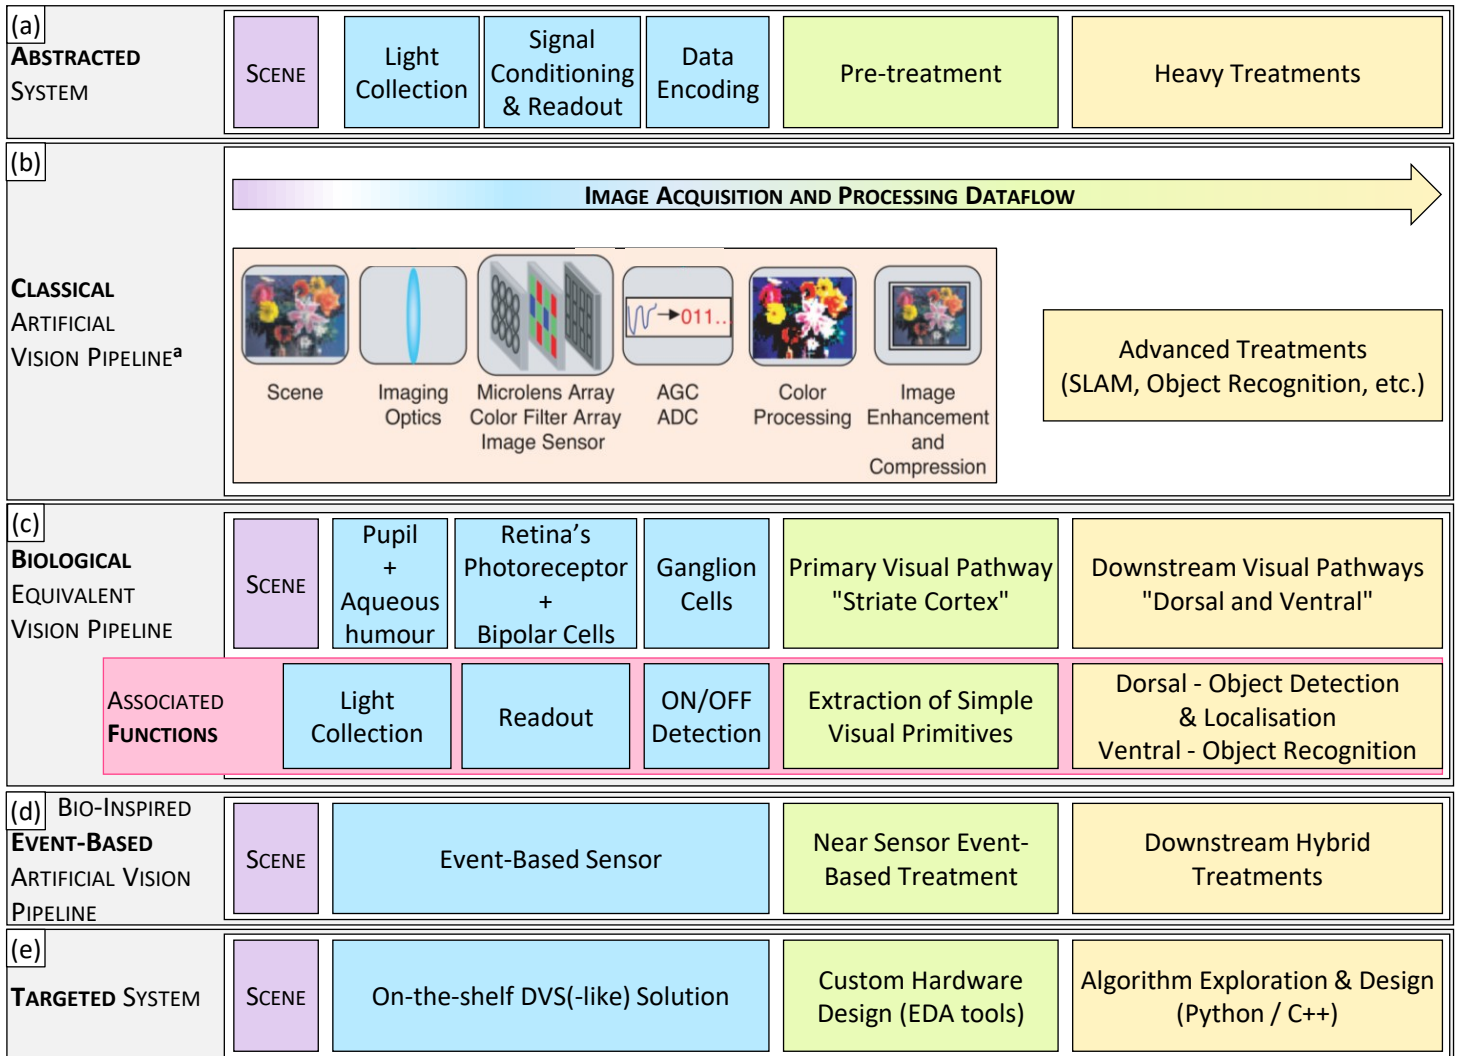 (a)
ABSTRACTED
SYSTEM
SCENE
Light
Collection
Signal
Conditioning
& Readout
Data
Encoding
Pre-treatment
Heavy Treatments
(b)
CLASSICAL
ARTIFICIAL
VISION PIPELINEᵃ
IMAGE ACQUISITION AND PROCESSING DATAFLOW
011...
Scene
Imaging
Optics
Microlens Array
Color Filter Array
Image Sensor
AGC
ADC
Color
Processing
Image
Enhancement
and
Compression
Advanced Treatments
(SLAM, Object Recognition, etc.)
(c)
BIOLOGICAL
EQUIVALENT
VISION PIPELINE
SCENE
Pupil
+
Aqueous
humour
Retina's
Photoreceptor
+
Bipolar Cells
Ganglion
Cells
Primary Visual Pathway
"Striate Cortex"
Downstream Visual Pathways
"Dorsal and Ventral"
ASSOCIATED
FUNCTIONS
Light
Collection
Readout
ON/OFF
Detection
Extraction of Simple
Visual Primitives
Dorsal - Object Detection
& Localisation
Ventral - Object Recognition
(d)
BIO-INSPIRED
EVENT-BASED
ARTIFICIAL VISION
PIPELINE
SCENE
Event-Based Sensor
Near Sensor Event-
Based Treatment
Downstream Hybrid
Treatments
(e)
TARGETED SYSTEM
SCENE
On-the-shelf DVS(-like) Solution
Custom Hardware
Design (EDA tools)
Algorithm Exploration & Design
(Python / C++)